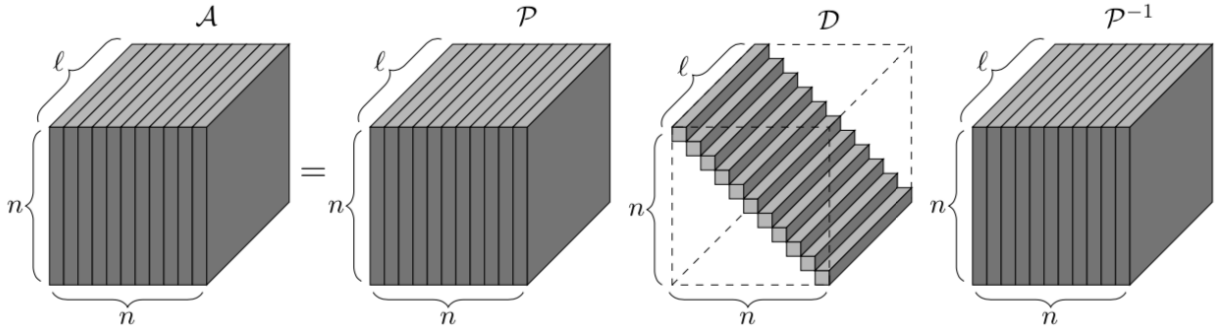 𝒜 𝒫 𝒟 𝒫⁻¹
ℓ ℓ ℓ ℓ
n = n n n
n n n n